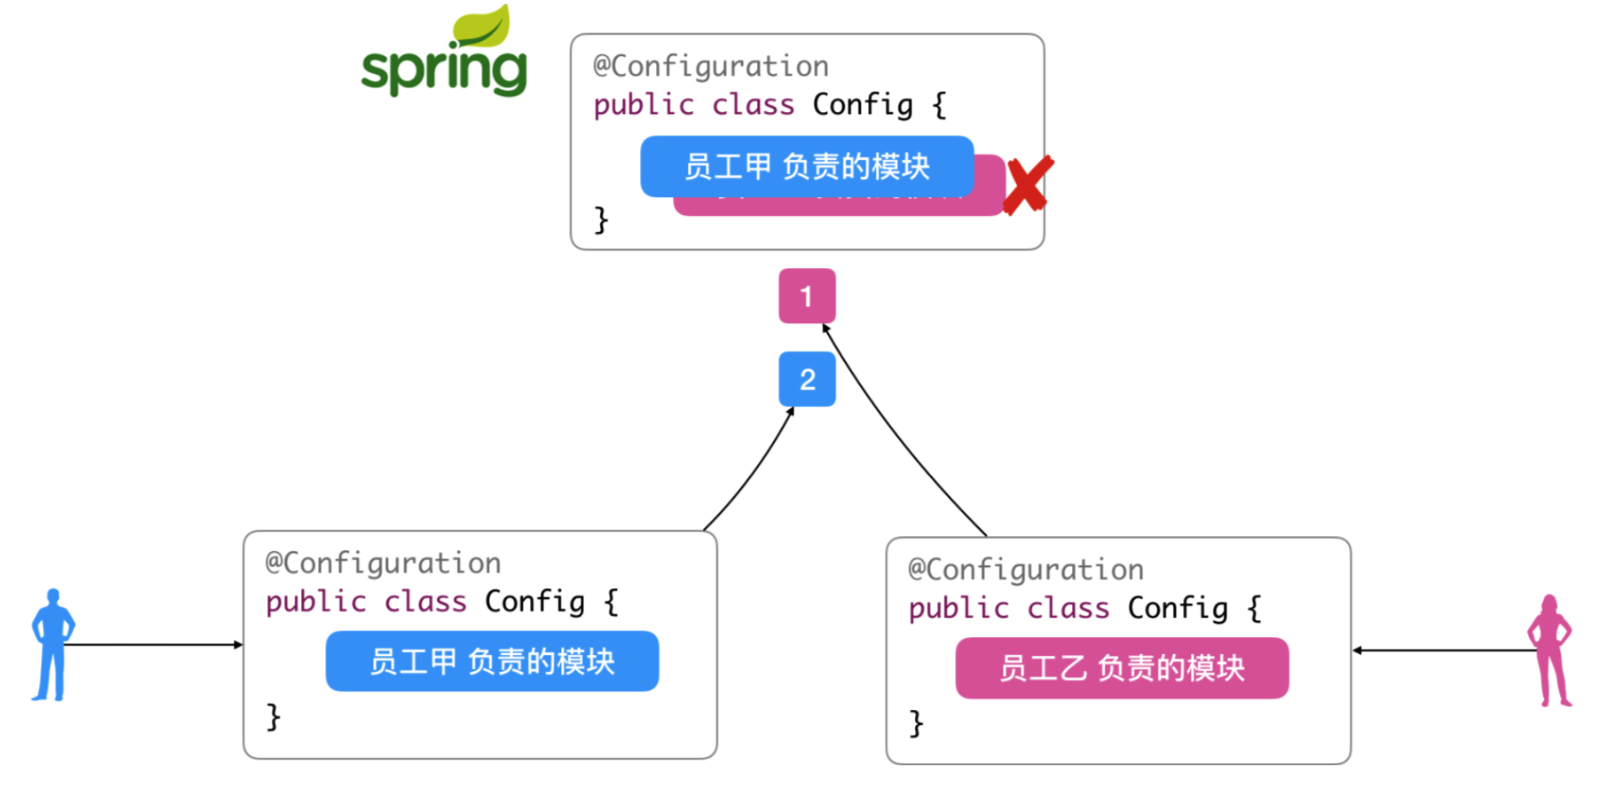 spring
@Configuration
public class Config {
员工甲 负责的模块
}
1
2
@Configuration
public class Config {
员工甲 负责的模块
}
@Configuration
public class Config {
员工乙 负责的模块
}